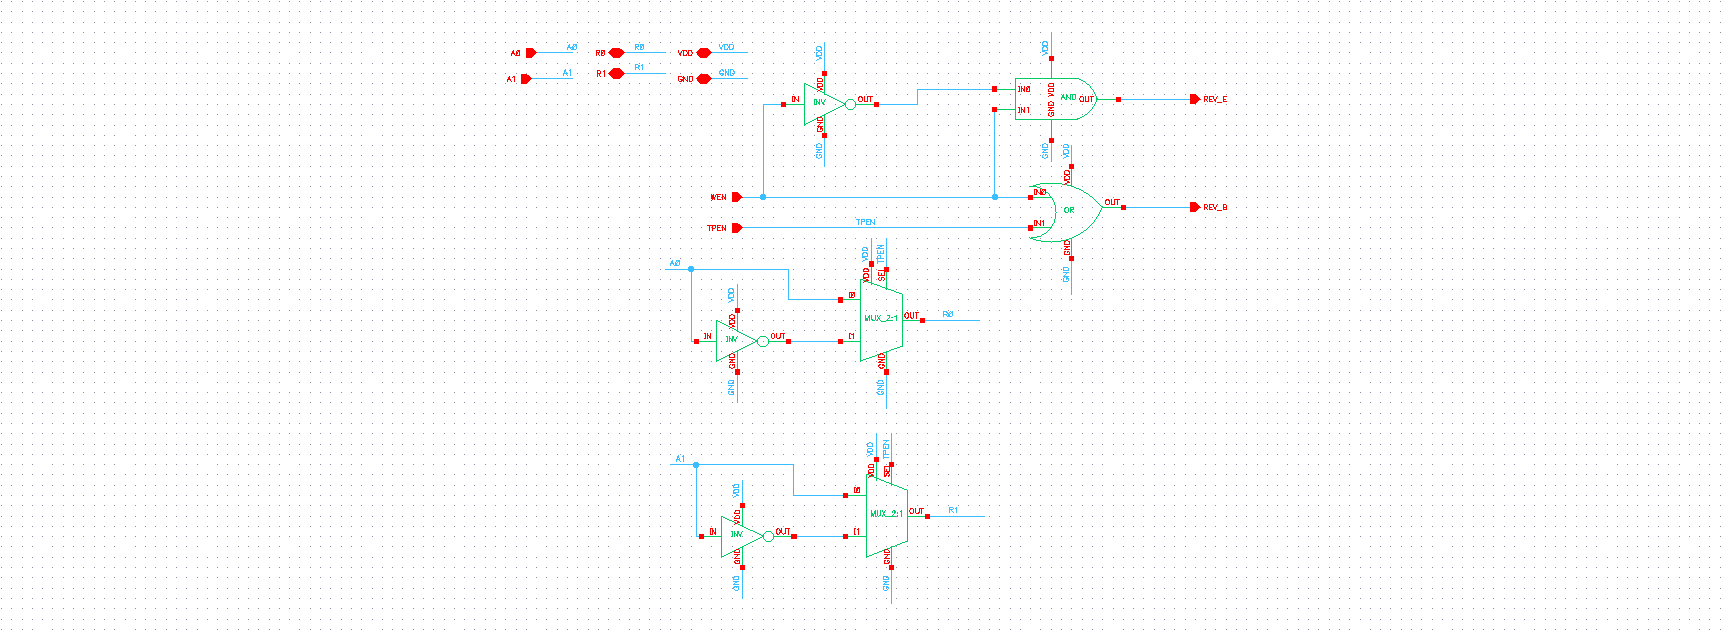 A0 A0 R0 R0 VDD VDD
A1 A1 R1 R1 GND GND
VDD
VDD
IN INV OUT
GND
GND
VDD
IN0 VDD AND OUT REV_E
IN1 GND
GND
VDD
VDD
WEN IN0 OR OUT REV_B
TPEN TPEN IN1
GND
GND
A0 VDD TPEN
VDD SEL
VDD
VDD
I0
MUX_2:1 OUT R0
IN INV OUT I1
GND
GND
GND
GND
A1 VDD TPEN
VDD SEL
VDD
VDD
I0
MUX_2:1 OUT R1
IN INV OUT I1
GND
GND
GND
GND